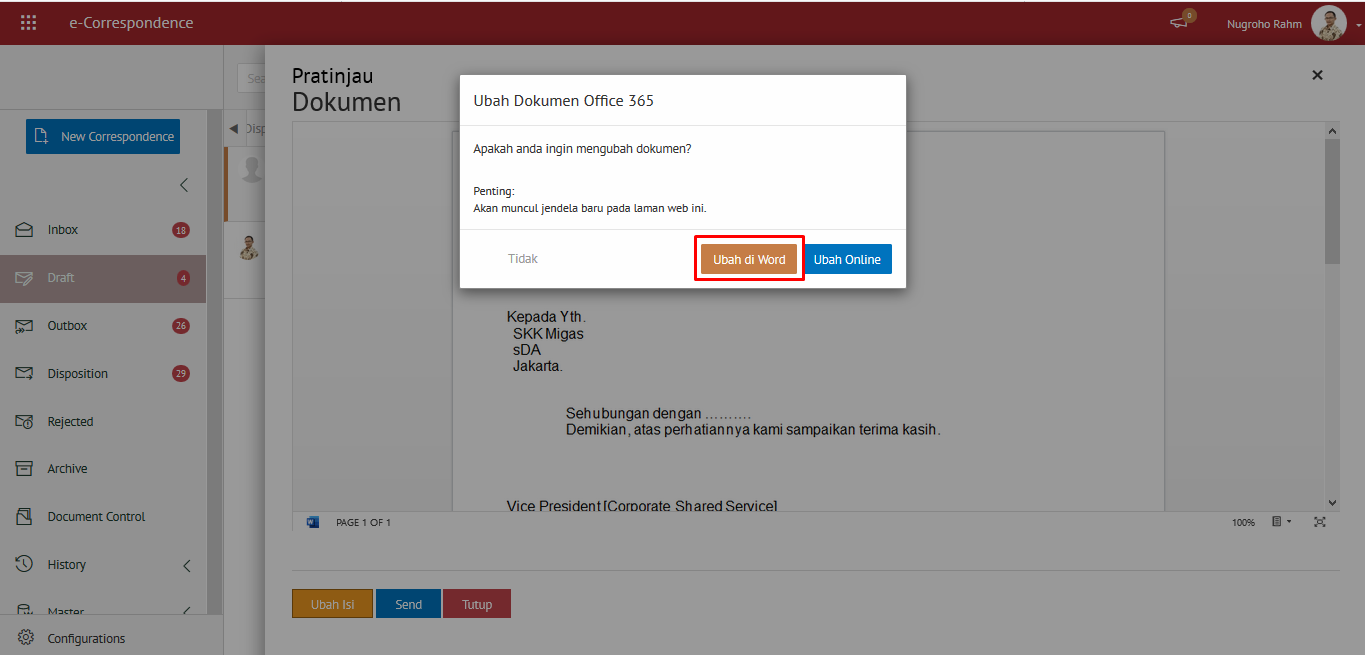 e-Correspondence
0
Nugroho Rahm
Pratinjau
Dokumen
Sea
New Correspondence
Disp
Inbox
18
Draft
4
Outbox
26
Disposition
29
Rejected
Archive
Document Control
History
Master
Configurations
Ubah Dokumen Office 365
Apakah anda ingin mengubah dokumen?
Penting:
Akan muncul jendela baru pada laman web ini.
Tidak
Ubah di Word
Ubah Online
Kepada Yth.
SKK Migas
sDA
Jakarta.
Sehubungan dengan ..........
Demikian, atas perhatiannya kami sampaikan terima kasih.
Vice President [Corporate Shared Service]
PAGE 1 OF 1
100%
Ubah Isi
Send
Tutup